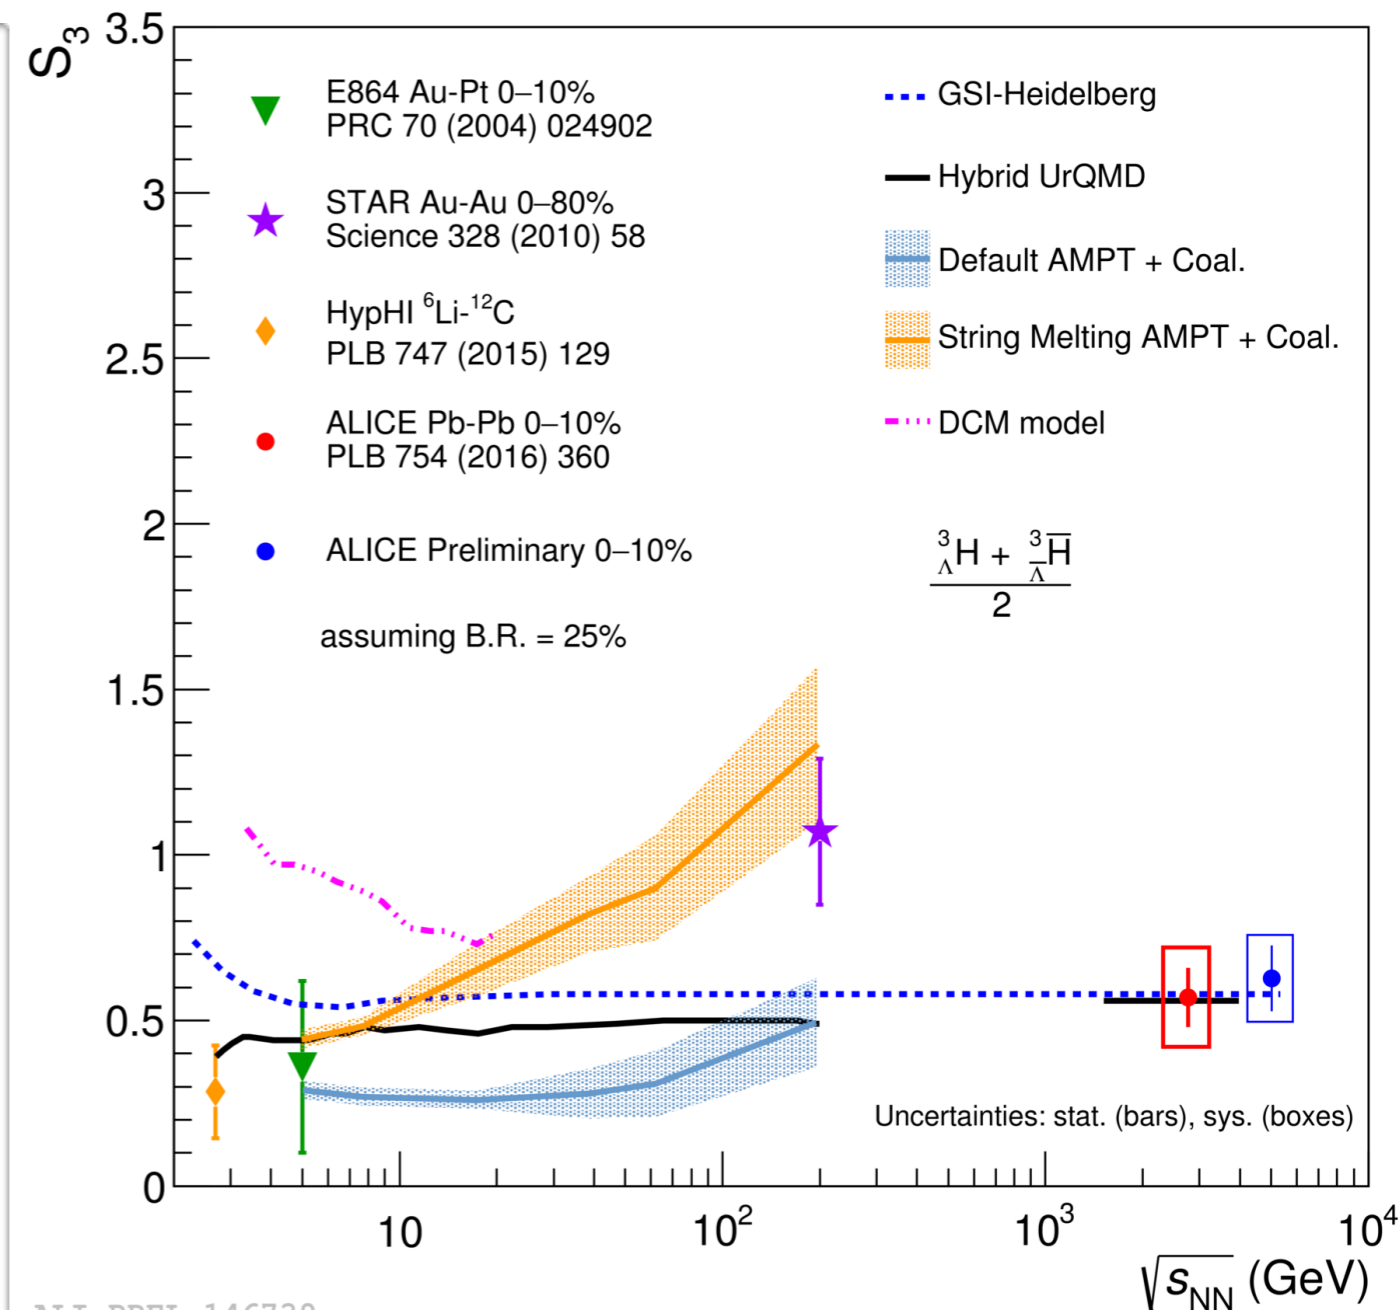 S3
3.5
3
2.5
2
1.5
1
0.5
0
E864 Au-Pt 0–10%
PRC 70 (2004) 024902
STAR Au-Au 0–80%
Science 328 (2010) 58
HypHI 6Li-12C
PLB 747 (2015) 129
ALICE Pb-Pb 0–10%
PLB 754 (2016) 360
ALICE Preliminary 0–10%
assuming B.R. = 25%
GSI-Heidelberg
Hybrid UrQMD
Default AMPT + Coal.
String Melting AMPT + Coal.
DCM model
3ΛH + 3Λ̅H̅
2
Uncertainties: stat. (bars), sys. (boxes)
10
10²
10³
10⁴
√sNN (GeV)